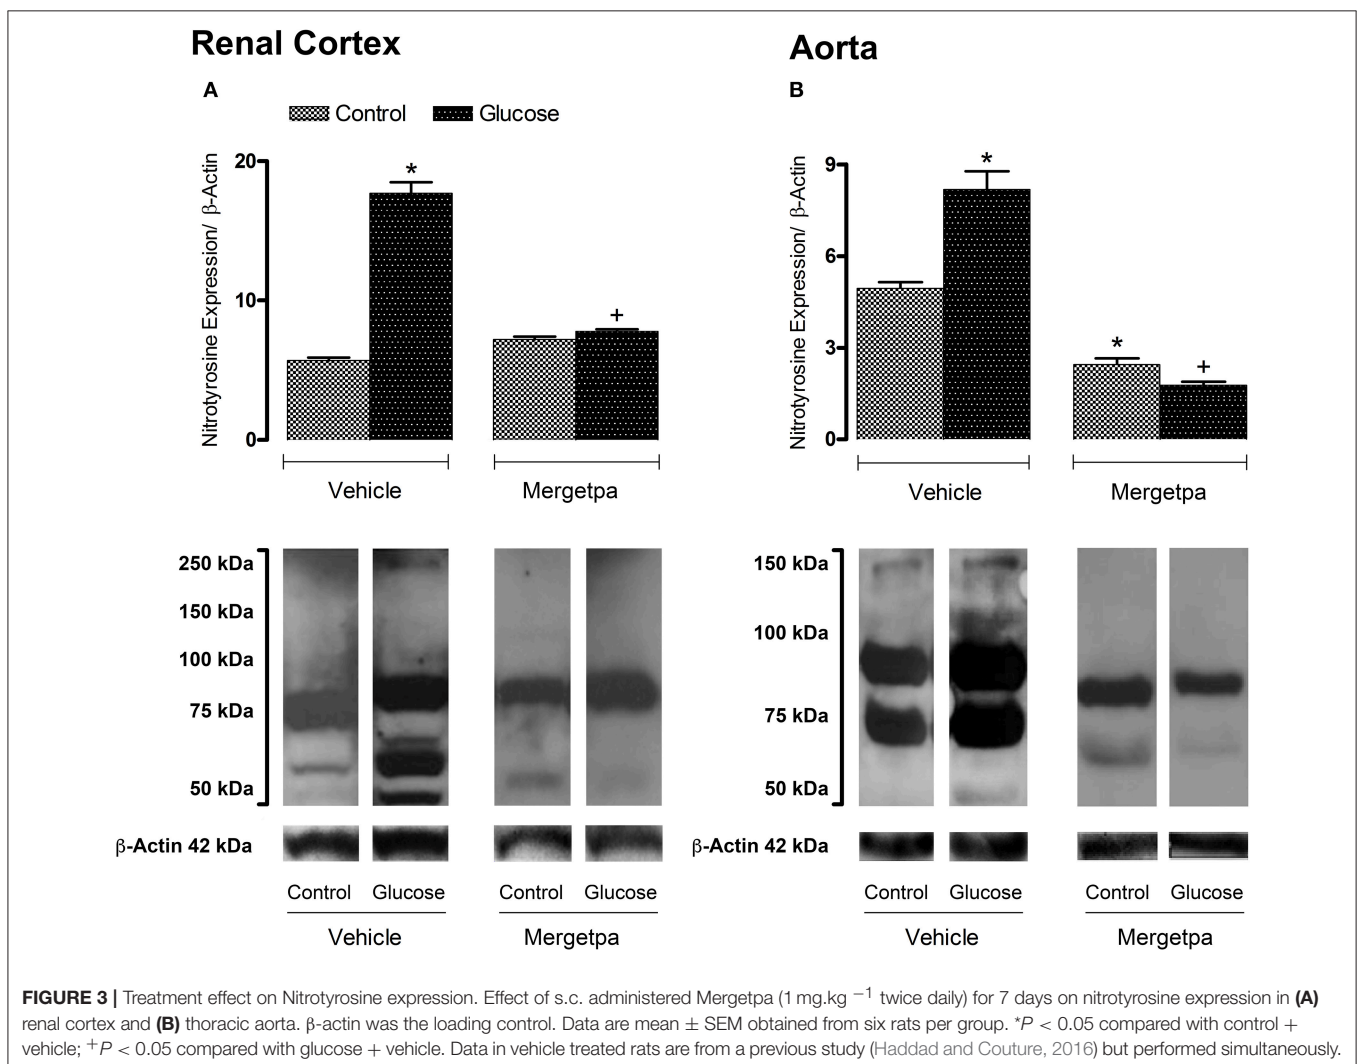 Renal Cortex
A
Control
Glucose
Nitrotyrosine Expression/ β-Actin
20
10
0
*
+
Vehicle
Mergetpa
250 kDa
150 kDa
100 kDa
75 kDa
50 kDa
β-Actin 42 kDa
Control Glucose Control Glucose
Vehicle Mergetpa
Aorta
B
Nitrotyrosine Expression/ β-Actin
9
6
3
0
*
*
+
Vehicle
Mergetpa
150 kDa
100 kDa
75 kDa
50 kDa
β-Actin 42 kDa
Control Glucose Control Glucose
Vehicle Mergetpa
FIGURE 3 | Treatment effect on Nitrotyrosine expression. Effect of s.c. administered Mergetpa (1 mg.kg ⁻¹ twice daily) for 7 days on nitrotyrosine expression in (A)
renal cortex and (B) thoracic aorta. β-actin was the loading control. Data are mean ± SEM obtained from six rats per group. *P < 0.05 compared with control +
vehicle; ⁺P < 0.05 compared with glucose + vehicle. Data in vehicle treated rats are from a previous study (Haddad and Couture, 2016) but performed simultaneously.